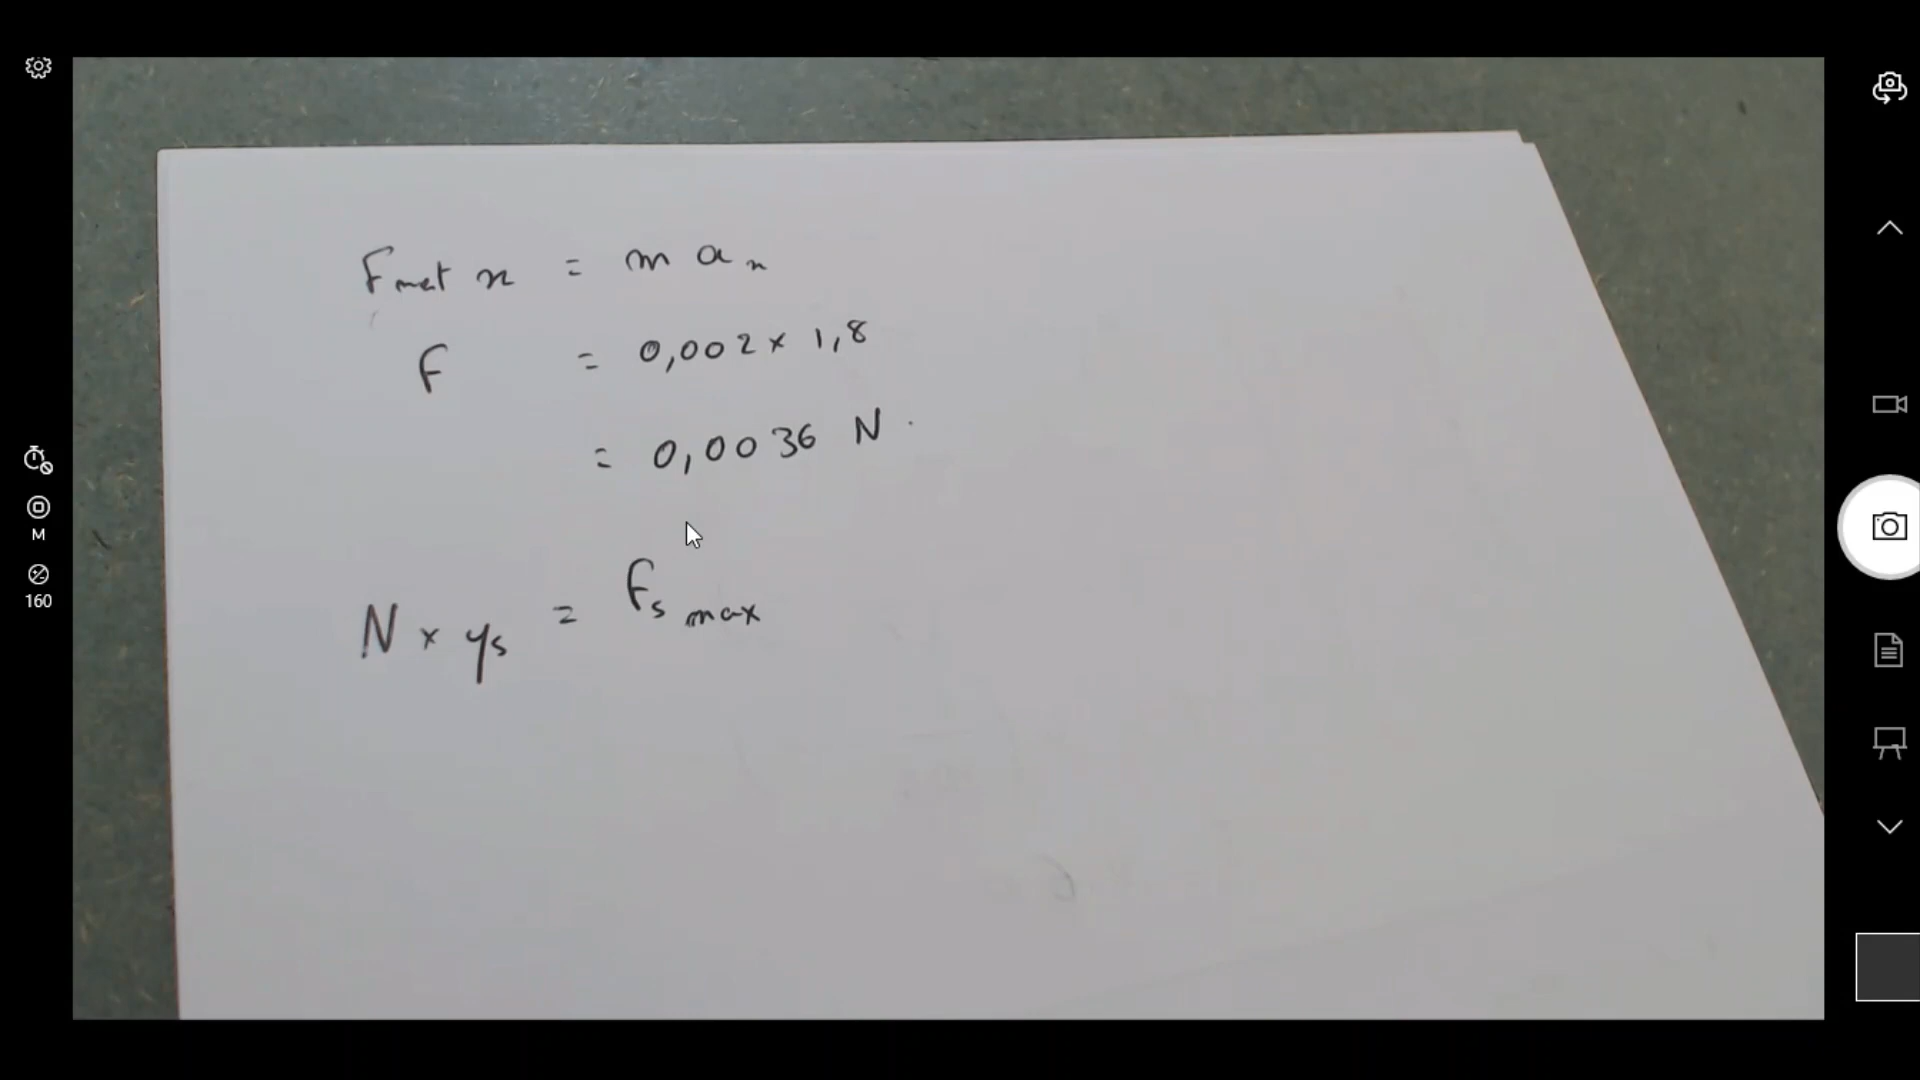 Fnet x = m ax
F = 0,002 x 1,8
= 0,0036 N.
N x μs = Fs max
M
160